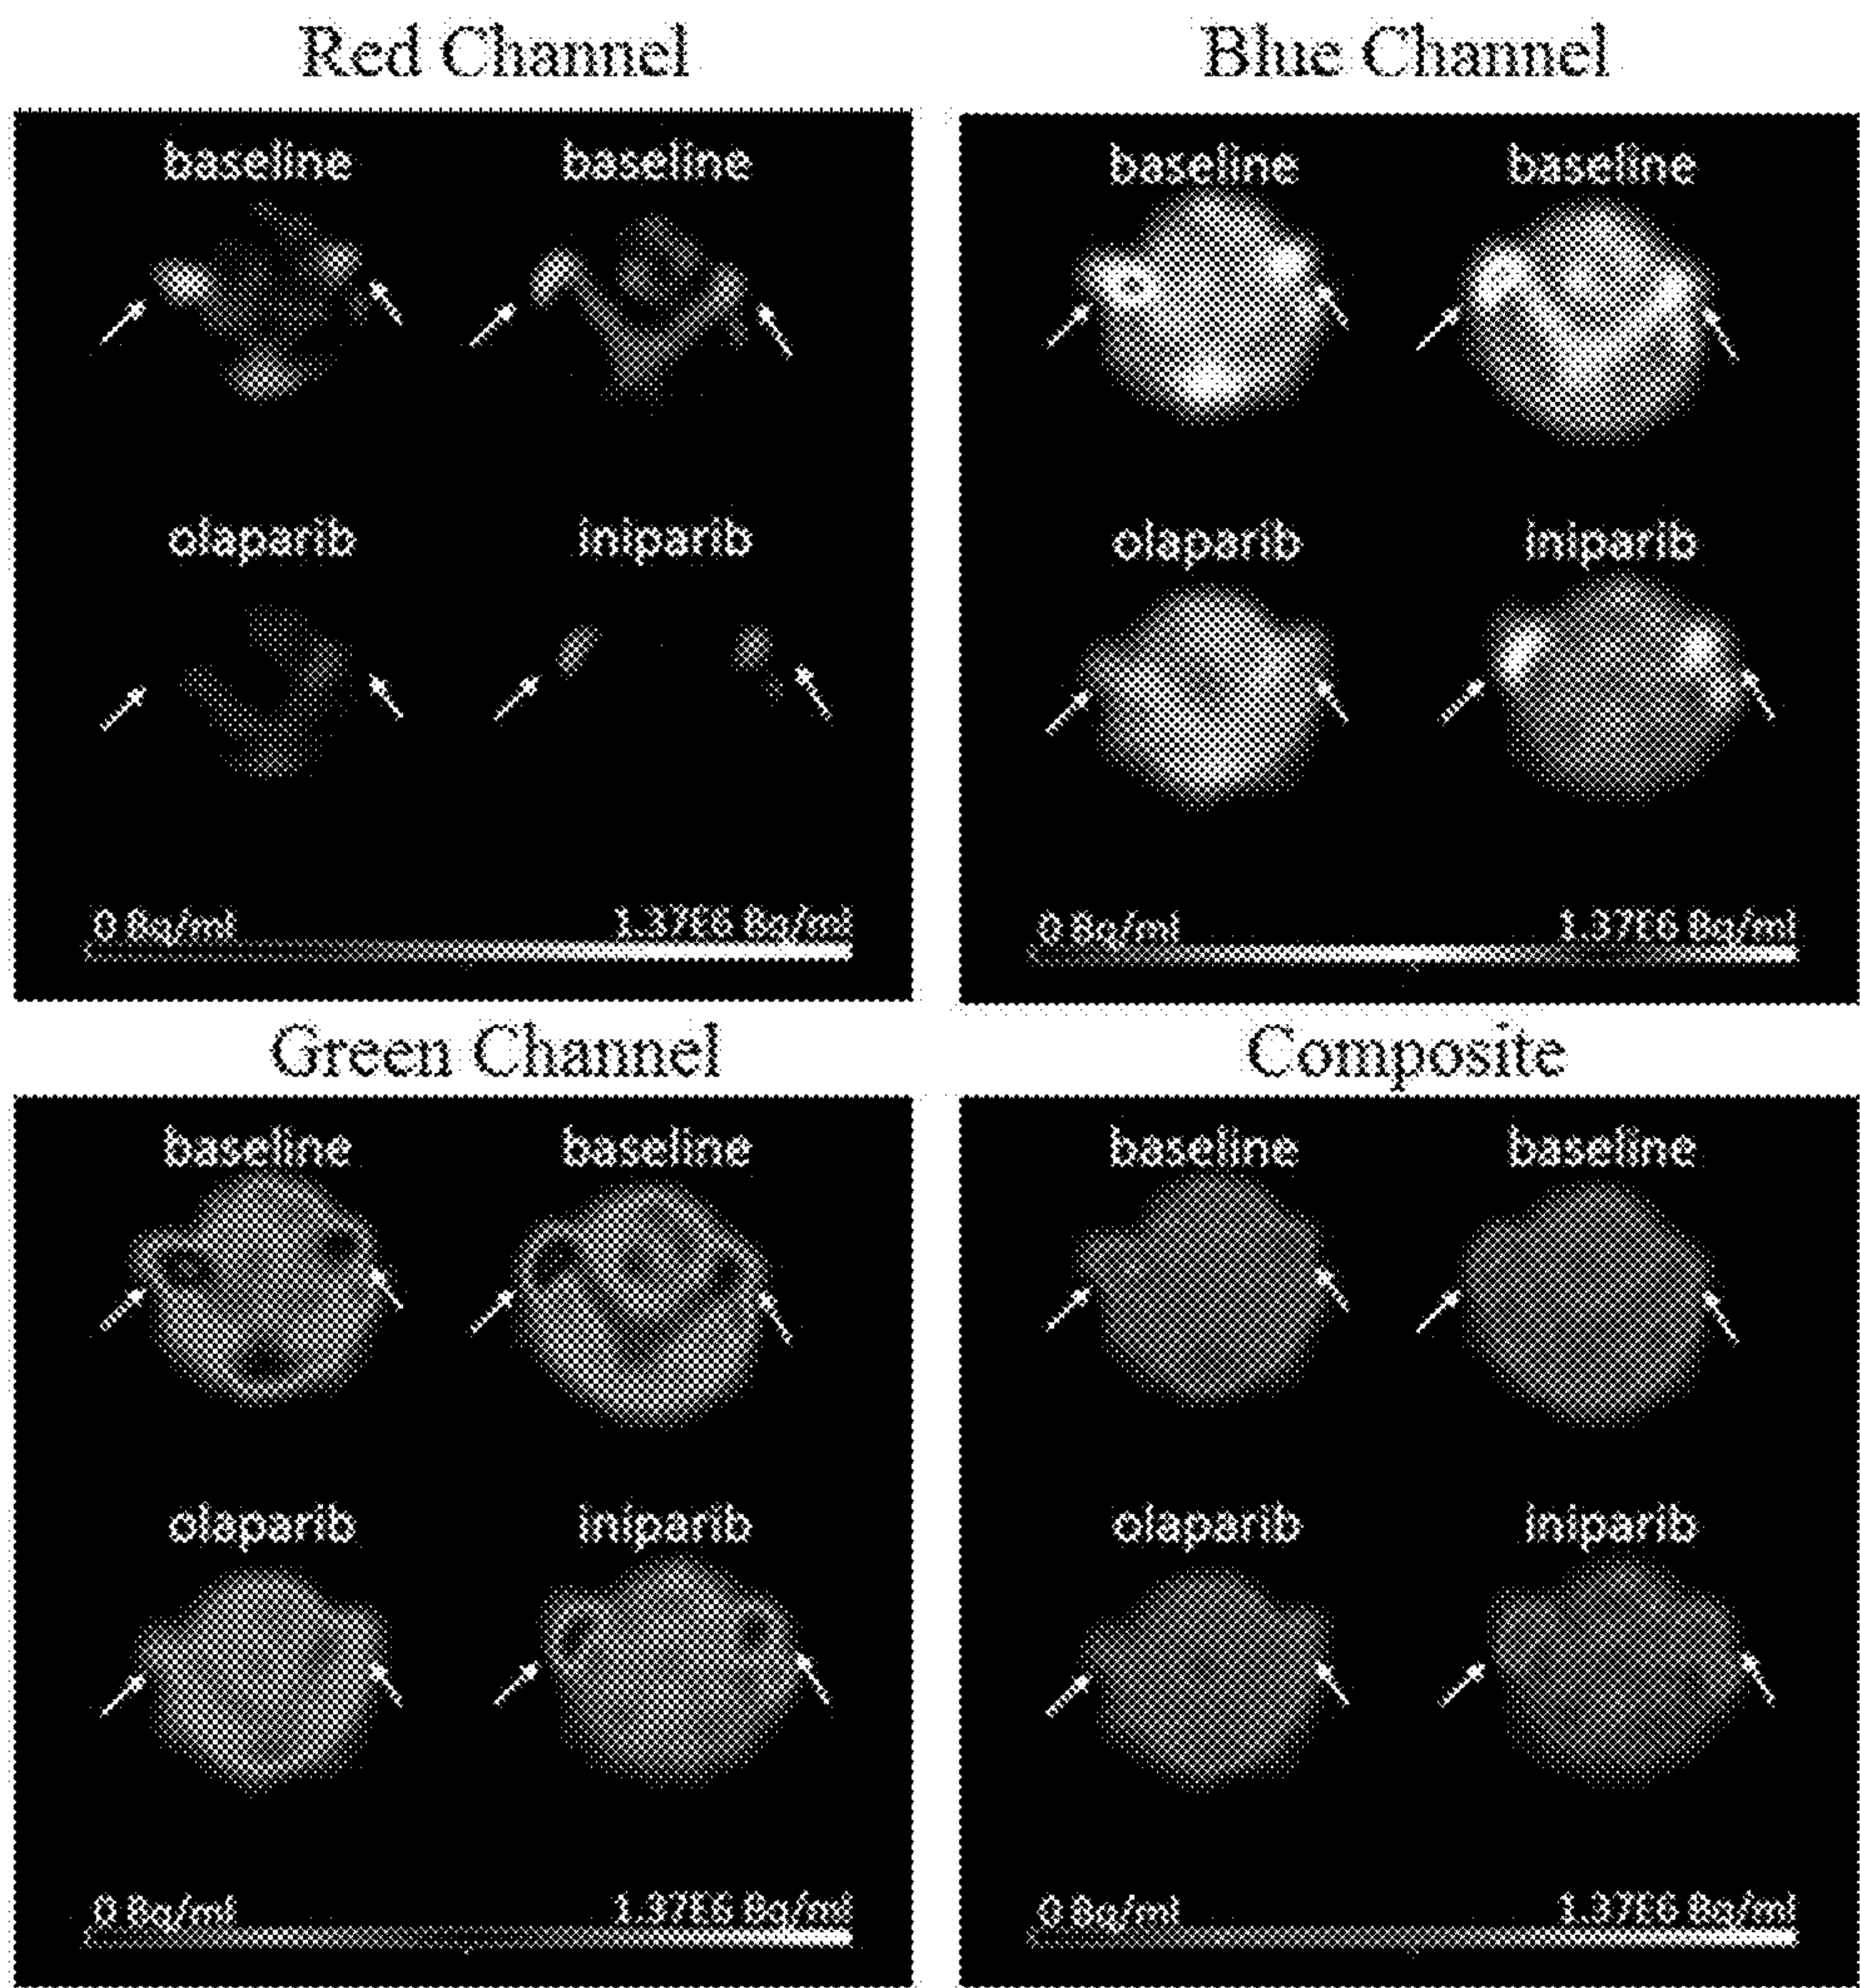 Red Channel
Blue Channel
baseline baseline
baseline baseline
olaparib iniparib
olaparib iniparib
0 Bq/ml 1.37E6 Bq/ml
0 Bq/ml 1.37E6 Bq/ml
Green Channel
Composite
baseline baseline
baseline baseline
olaparib iniparib
olaparib iniparib
0 Bq/ml 1.37E6 Bq/ml
0 Bq/ml 1.37E6 Bq/ml